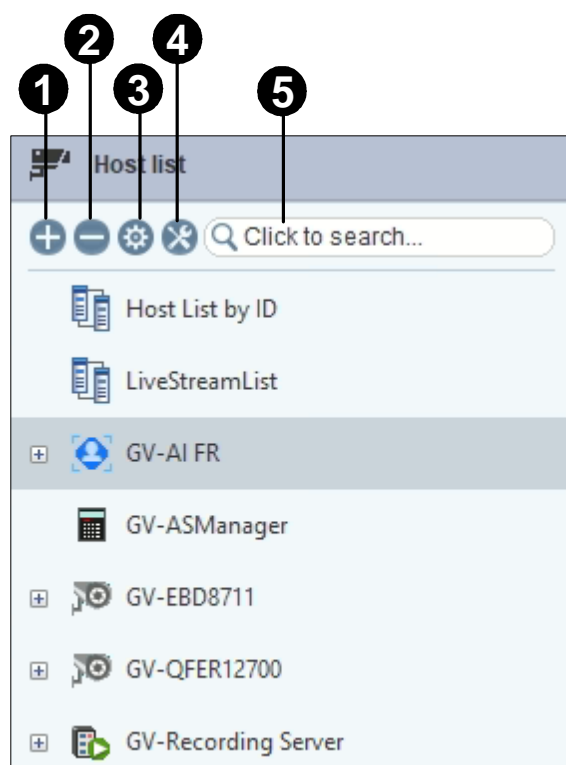 2 4
1 3 5
Host list
Click to search...
Host List by ID
LiveStreamList
GV-AI FR
GV-ASManager
GV-EBD8711
GV-QFER12700
GV-Recording Server